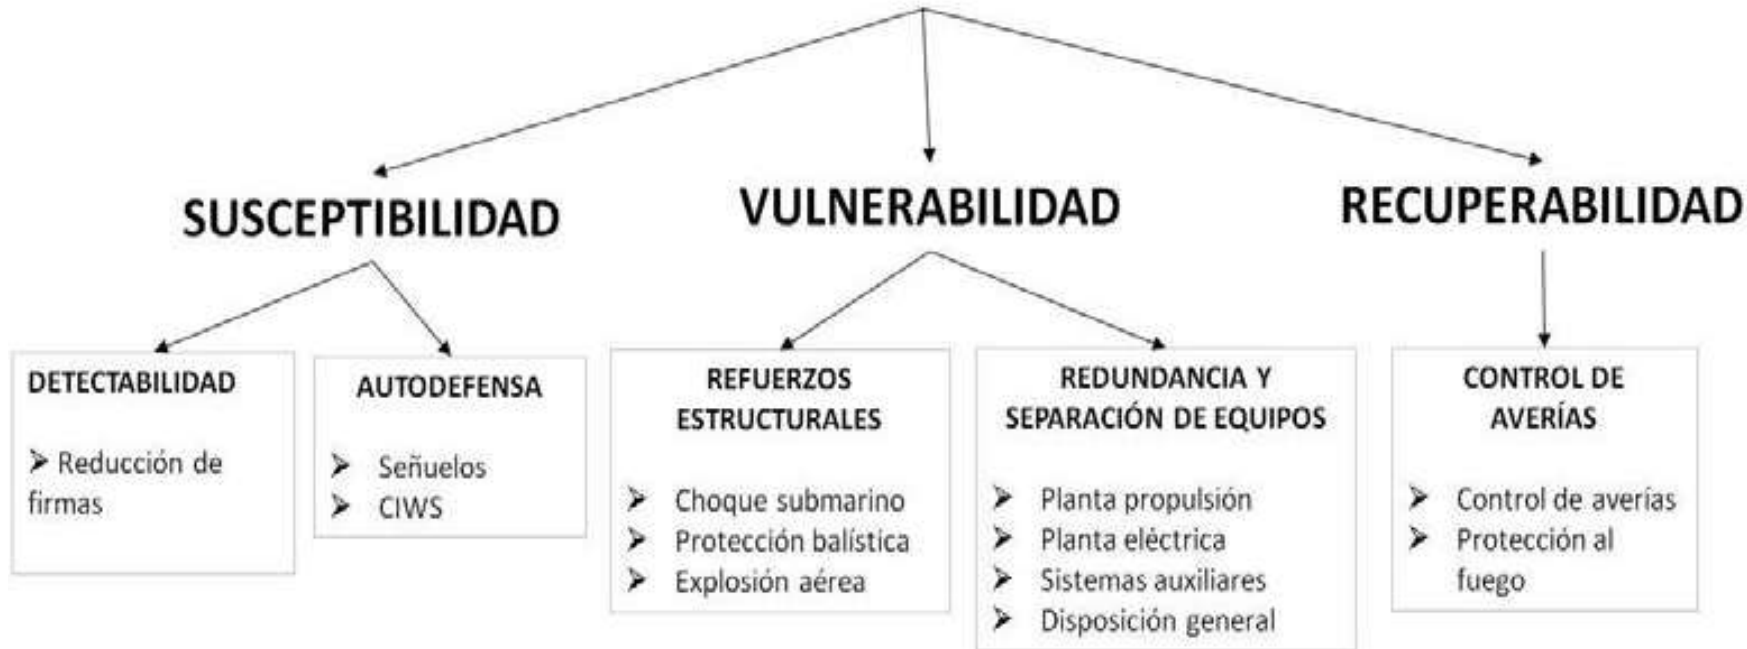 SUSCEPTIBILIDAD
VULNERABILIDAD
RECUPERABILIDAD
DETECTABILIDAD
➤ Reducción de
firmas
AUTODEFENSA
➤ Señuelos
➤ CIWS
REFUERZOS
ESTRUCTURALES
➤ Choque submarino
➤ Protección balística
➤ Explosión aérea
REDUNDANCIA Y
SEPARACIÓN DE EQUIPOS
➤ Planta propulsión
➤ Planta eléctrica
➤ Sistemas auxiliares
➤ Disposición general
CONTROL DE
AVERÍAS
➤ Control de averías
➤ Protección al
fuego